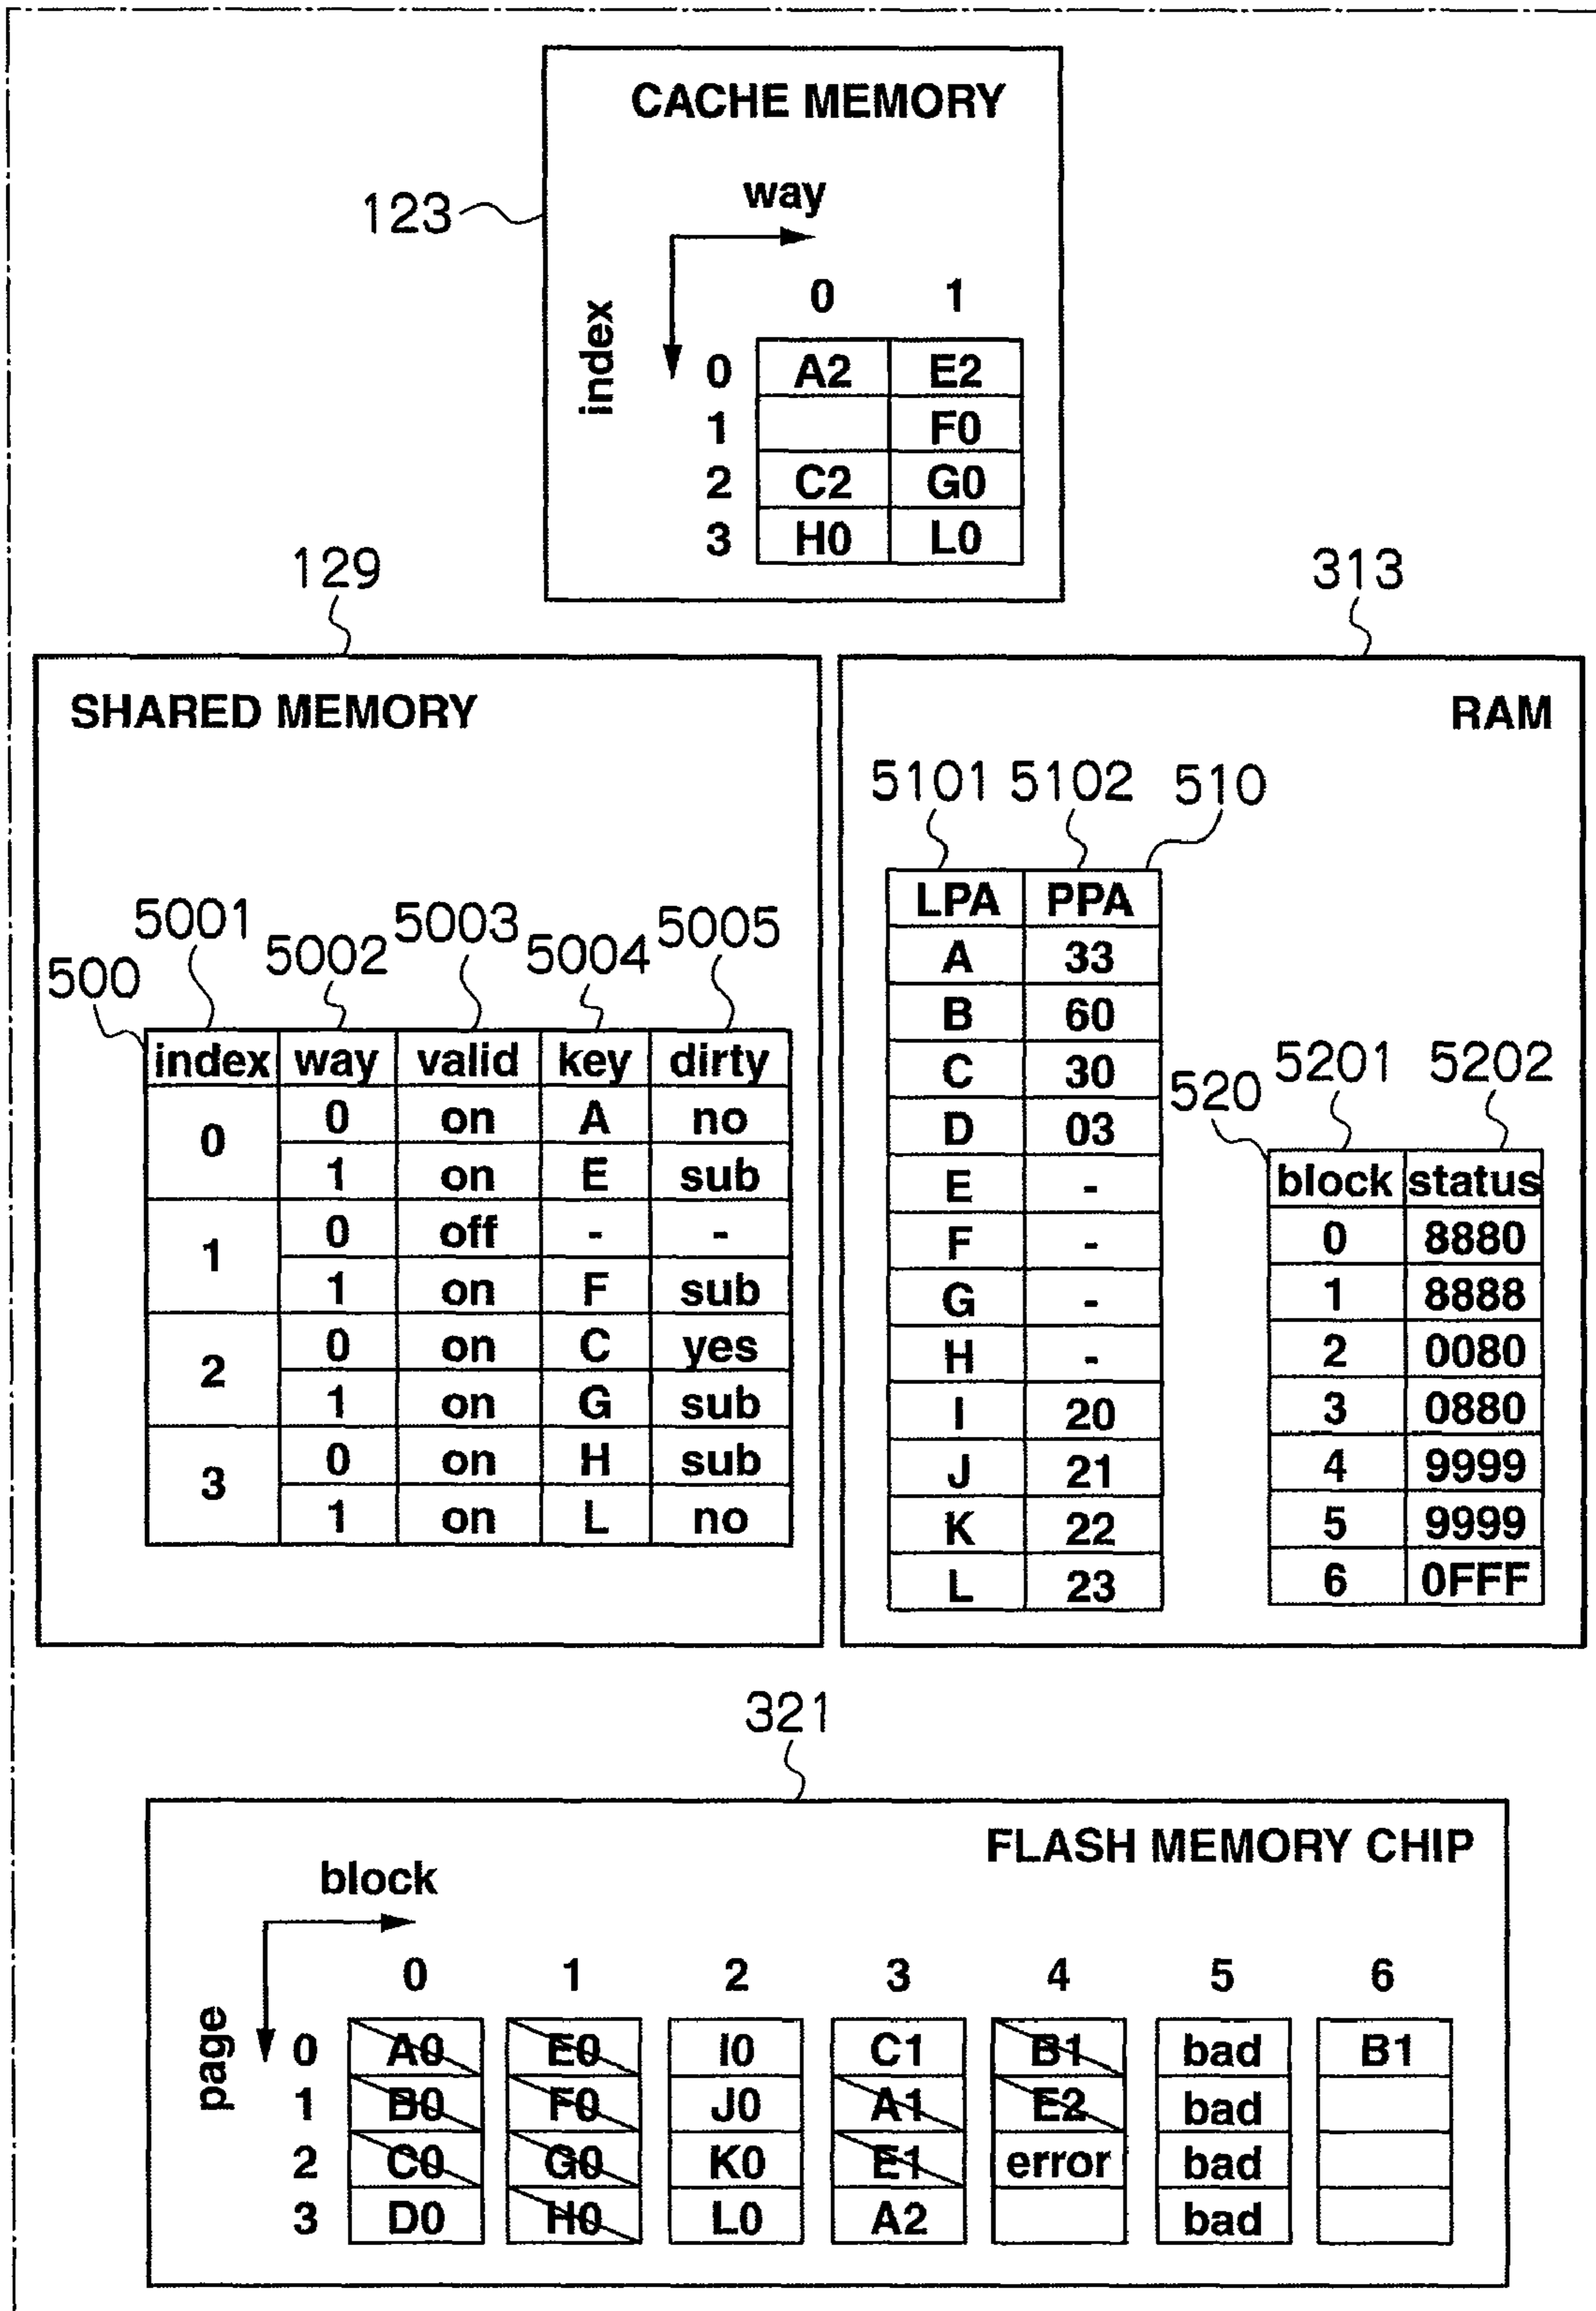 CACHE MEMORY
123
way
index
0 1
0 A2 E2
1 F0
2 C2 G0
3 H0 L0
129
313
SHARED MEMORY
500
5001
5002
5003
5004
5005
index way valid key dirty
0 0 on A no
1 on E sub
1 0 off - -
1 on F sub
2 0 on C yes
1 on G sub
3 0 on H sub
1 on L no
RAM
5101 5102 510
LPA PPA
A 33
B 60
C 30
D 03
E -
F -
G -
H -
I 20
J 21
K 22
L 23
520
5201
5202
block status
0 8880
1 8888
2 0080
3 0880
4 9999
5 9999
6 0FFF
321
FLASH MEMORY CHIP
block
page
0 1 2 3 4 5 6
0 A0 E0 I0 C1 B1 bad B1
1 B0 F0 J0 A1 E2 bad
2 C0 G0 K0 E1 error bad
3 D0 H0 L0 A2 bad